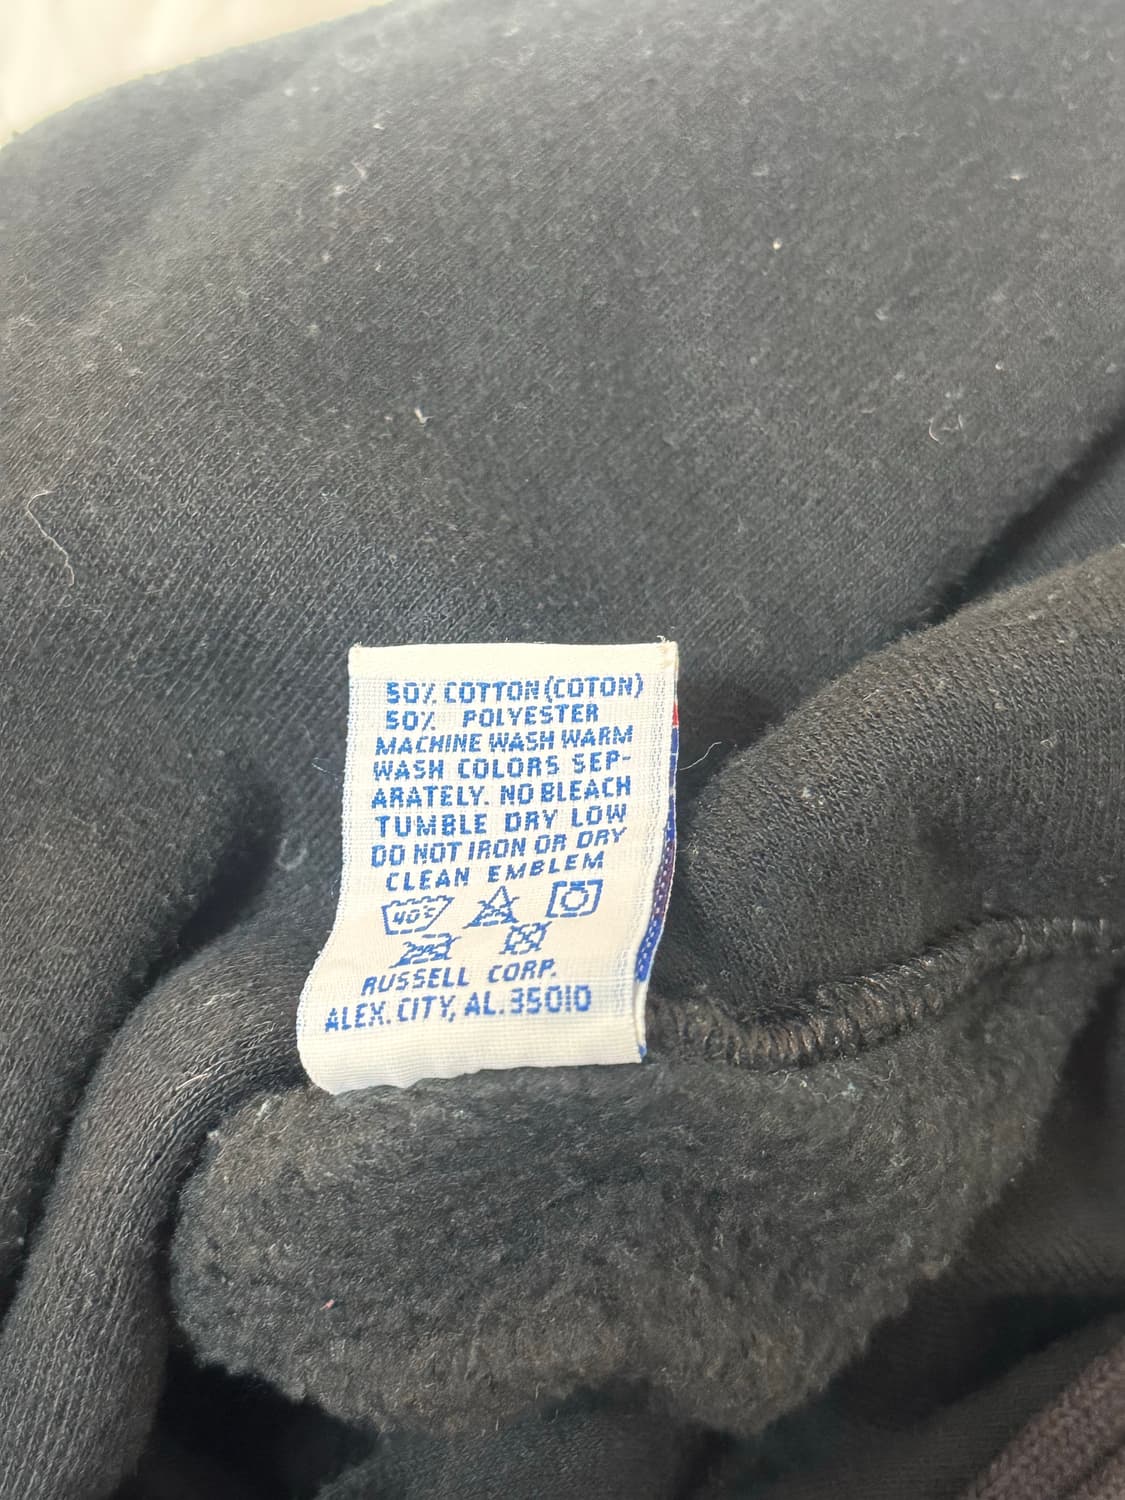 50% COTTON (COTON)
50% POLYESTER
MACHINE WASH WARM
WASH COLORS SEP-
ARATELY. NO BLEACH
TUMBLE DRY LOW
DO NOT IRON OR DRY
CLEAN EMBLEM
40°C
RUSSELL CORP.
ALEX. CITY, AL. 35010